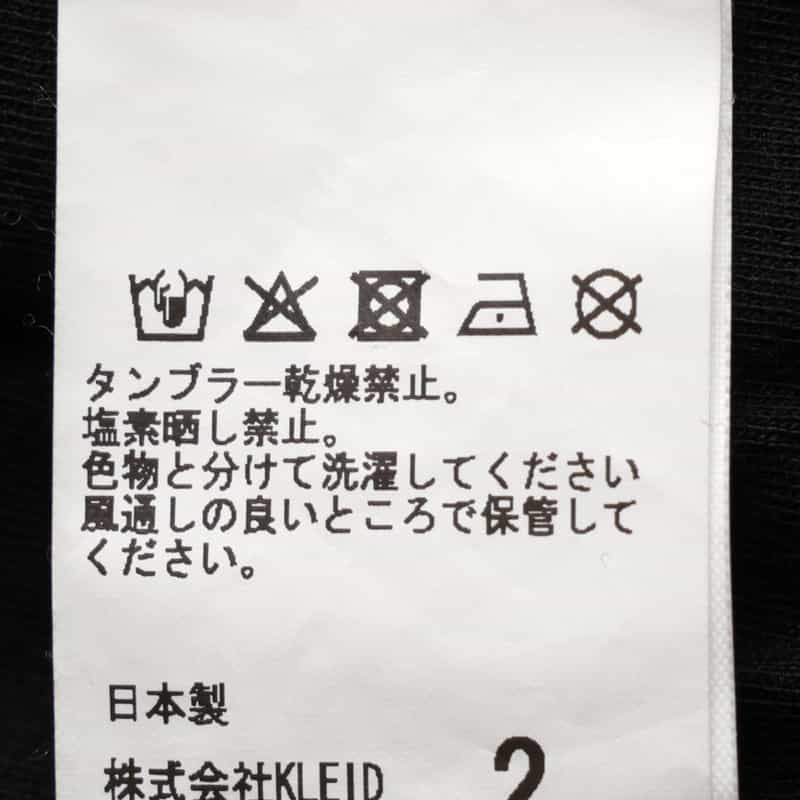 タンブラー乾燥禁止。
塩素晒し禁止。
色物と分けて洗濯してください
風通しの良いところで保管して
ください。
日本製
株式会社KLEID
2